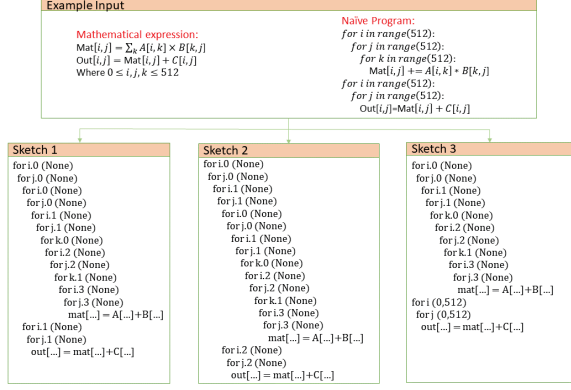 Example Input
Mathematical expression:
Mat[i, j] = ∑ₖ A[i, k] × B[k, j]
Out[i, j] = Mat[i, j] + C[i, j]
Where 0 ≤ i, j, k ≤ 512
Naïve Program:
for i in range(512):
for j in range(512):
for k in range(512):
Mat[i, j] += A[i, k] * B[k, j]
for i in range(512):
for j in range(512):
Out[i, j]=Mat[i, j] + C[i, j]
Sketch 1
for i.0 (None)
for j.0 (None)
for i.0 (None)
for j.0 (None)
for i.1 (None)
for j.1 (None)
for k.0 (None)
for i.2 (None)
for j.2 (None)
for k.1 (None)
for i.3 (None)
for j.3 (None)
mat[...] = A[...]+B[...]
for i.1 (None)
for j.1 (None)
out[...] = mat[...]+C[...]
Sketch 2
for i.0 (None)
for j.0 (None)
for i.1 (None)
for j.1 (None)
for i.0 (None)
for j.0 (None)
for i.1 (None)
for j.1 (None)
for k.0 (None)
for i.2 (None)
for j.2 (None)
for k.1 (None)
for i.3 (None)
for j.3 (None)
mat[...] = A[...]+B[...]
for i.2 (None)
for j.2 (None)
out[...] = mat[...]+C[...]
Sketch 3
for i.0 (None)
for j.0 (None)
for i.1 (None)
for j.1 (None)
for k.0 (None)
for i.2 (None)
for j.2 (None)
for k.1 (None)
for i.3 (None)
for j.3 (None)
mat[...] = A[...]+B[...]
for i (0,512)
for j (0,512)
out[...] = mat[...]+C[...]